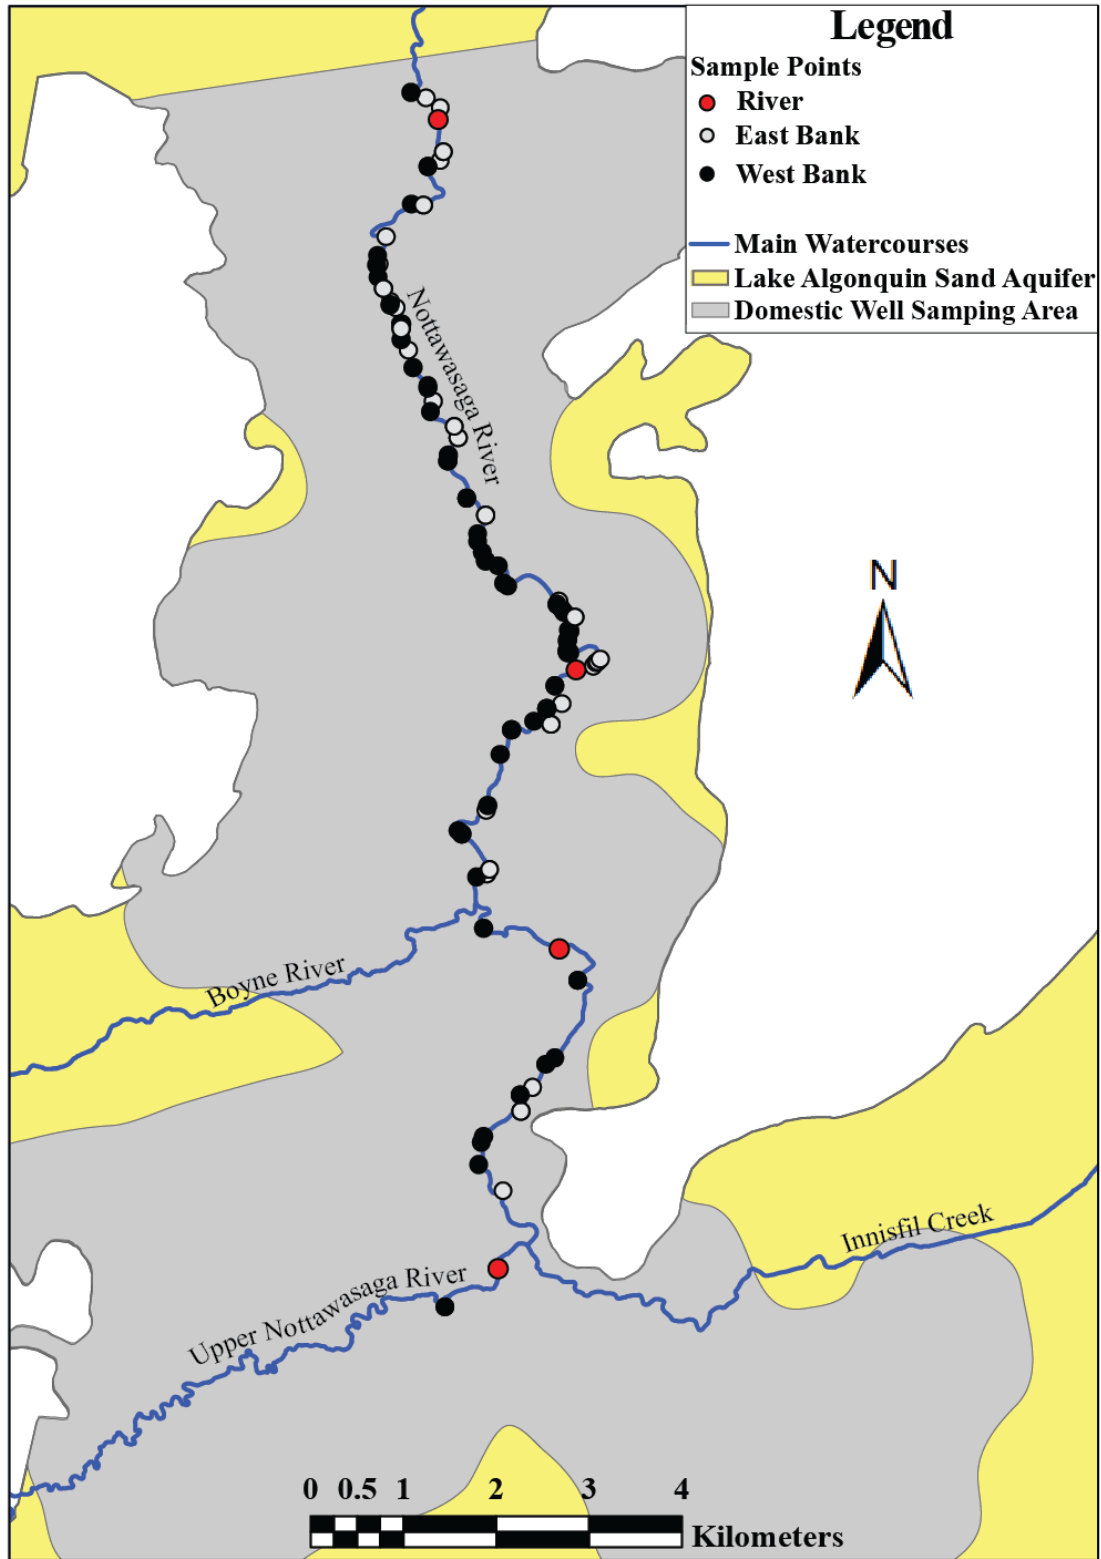 Legend
Sample Points
River
East Bank
West Bank
Main Watercourses
Lake Algonquin Sand Aquifer
Domestic Well Samping Area
Nottawasaga River
N
Boyne River
Innisfil Creek
Upper Nottawasaga River
0 0.5 1 2 3 4
Kilometers